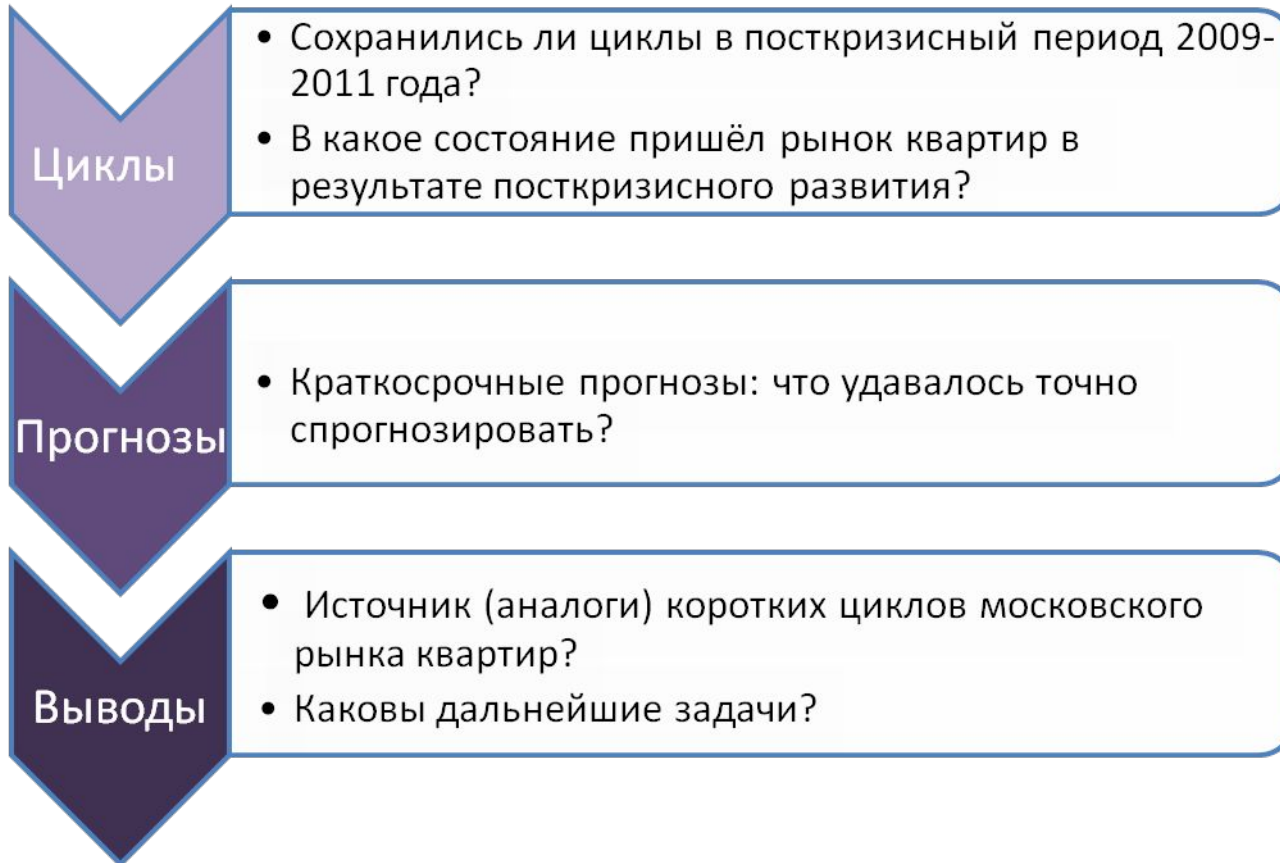 Циклы
• Сохранились ли циклы в посткризисный период 2009-
2011 года?
• В какое состояние пришёл рынок квартир в
результате посткризисного развития?
Прогнозы
• Краткосрочные прогнозы: что удавалось точно
спрогнозировать?
Выводы
• Источник (аналоги) коротких циклов московского
рынка квартир?
• Каковы дальнейшие задачи?